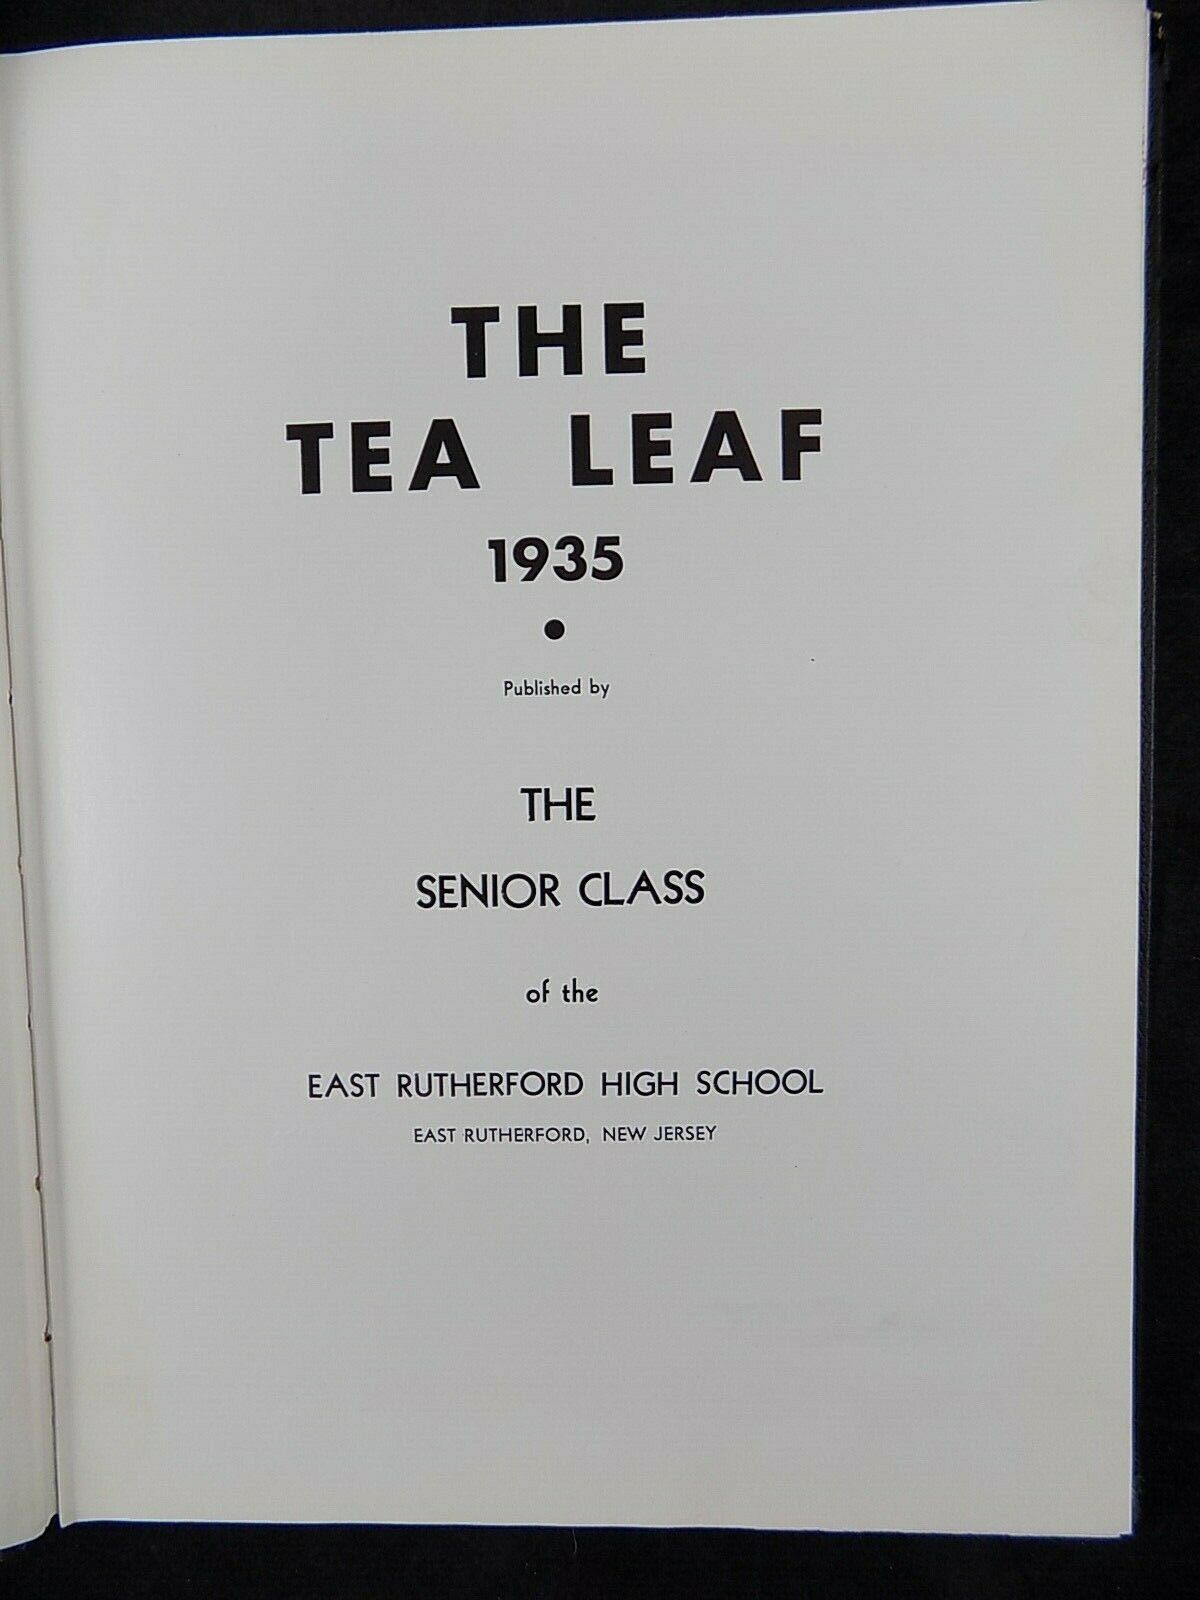 THE
TEA LEAF
1935
●
Published by
THE
SENIOR CLASS
of the
EAST RUTHERFORD HIGH SCHOOL
EAST RUTHERFORD, NEW JERSEY